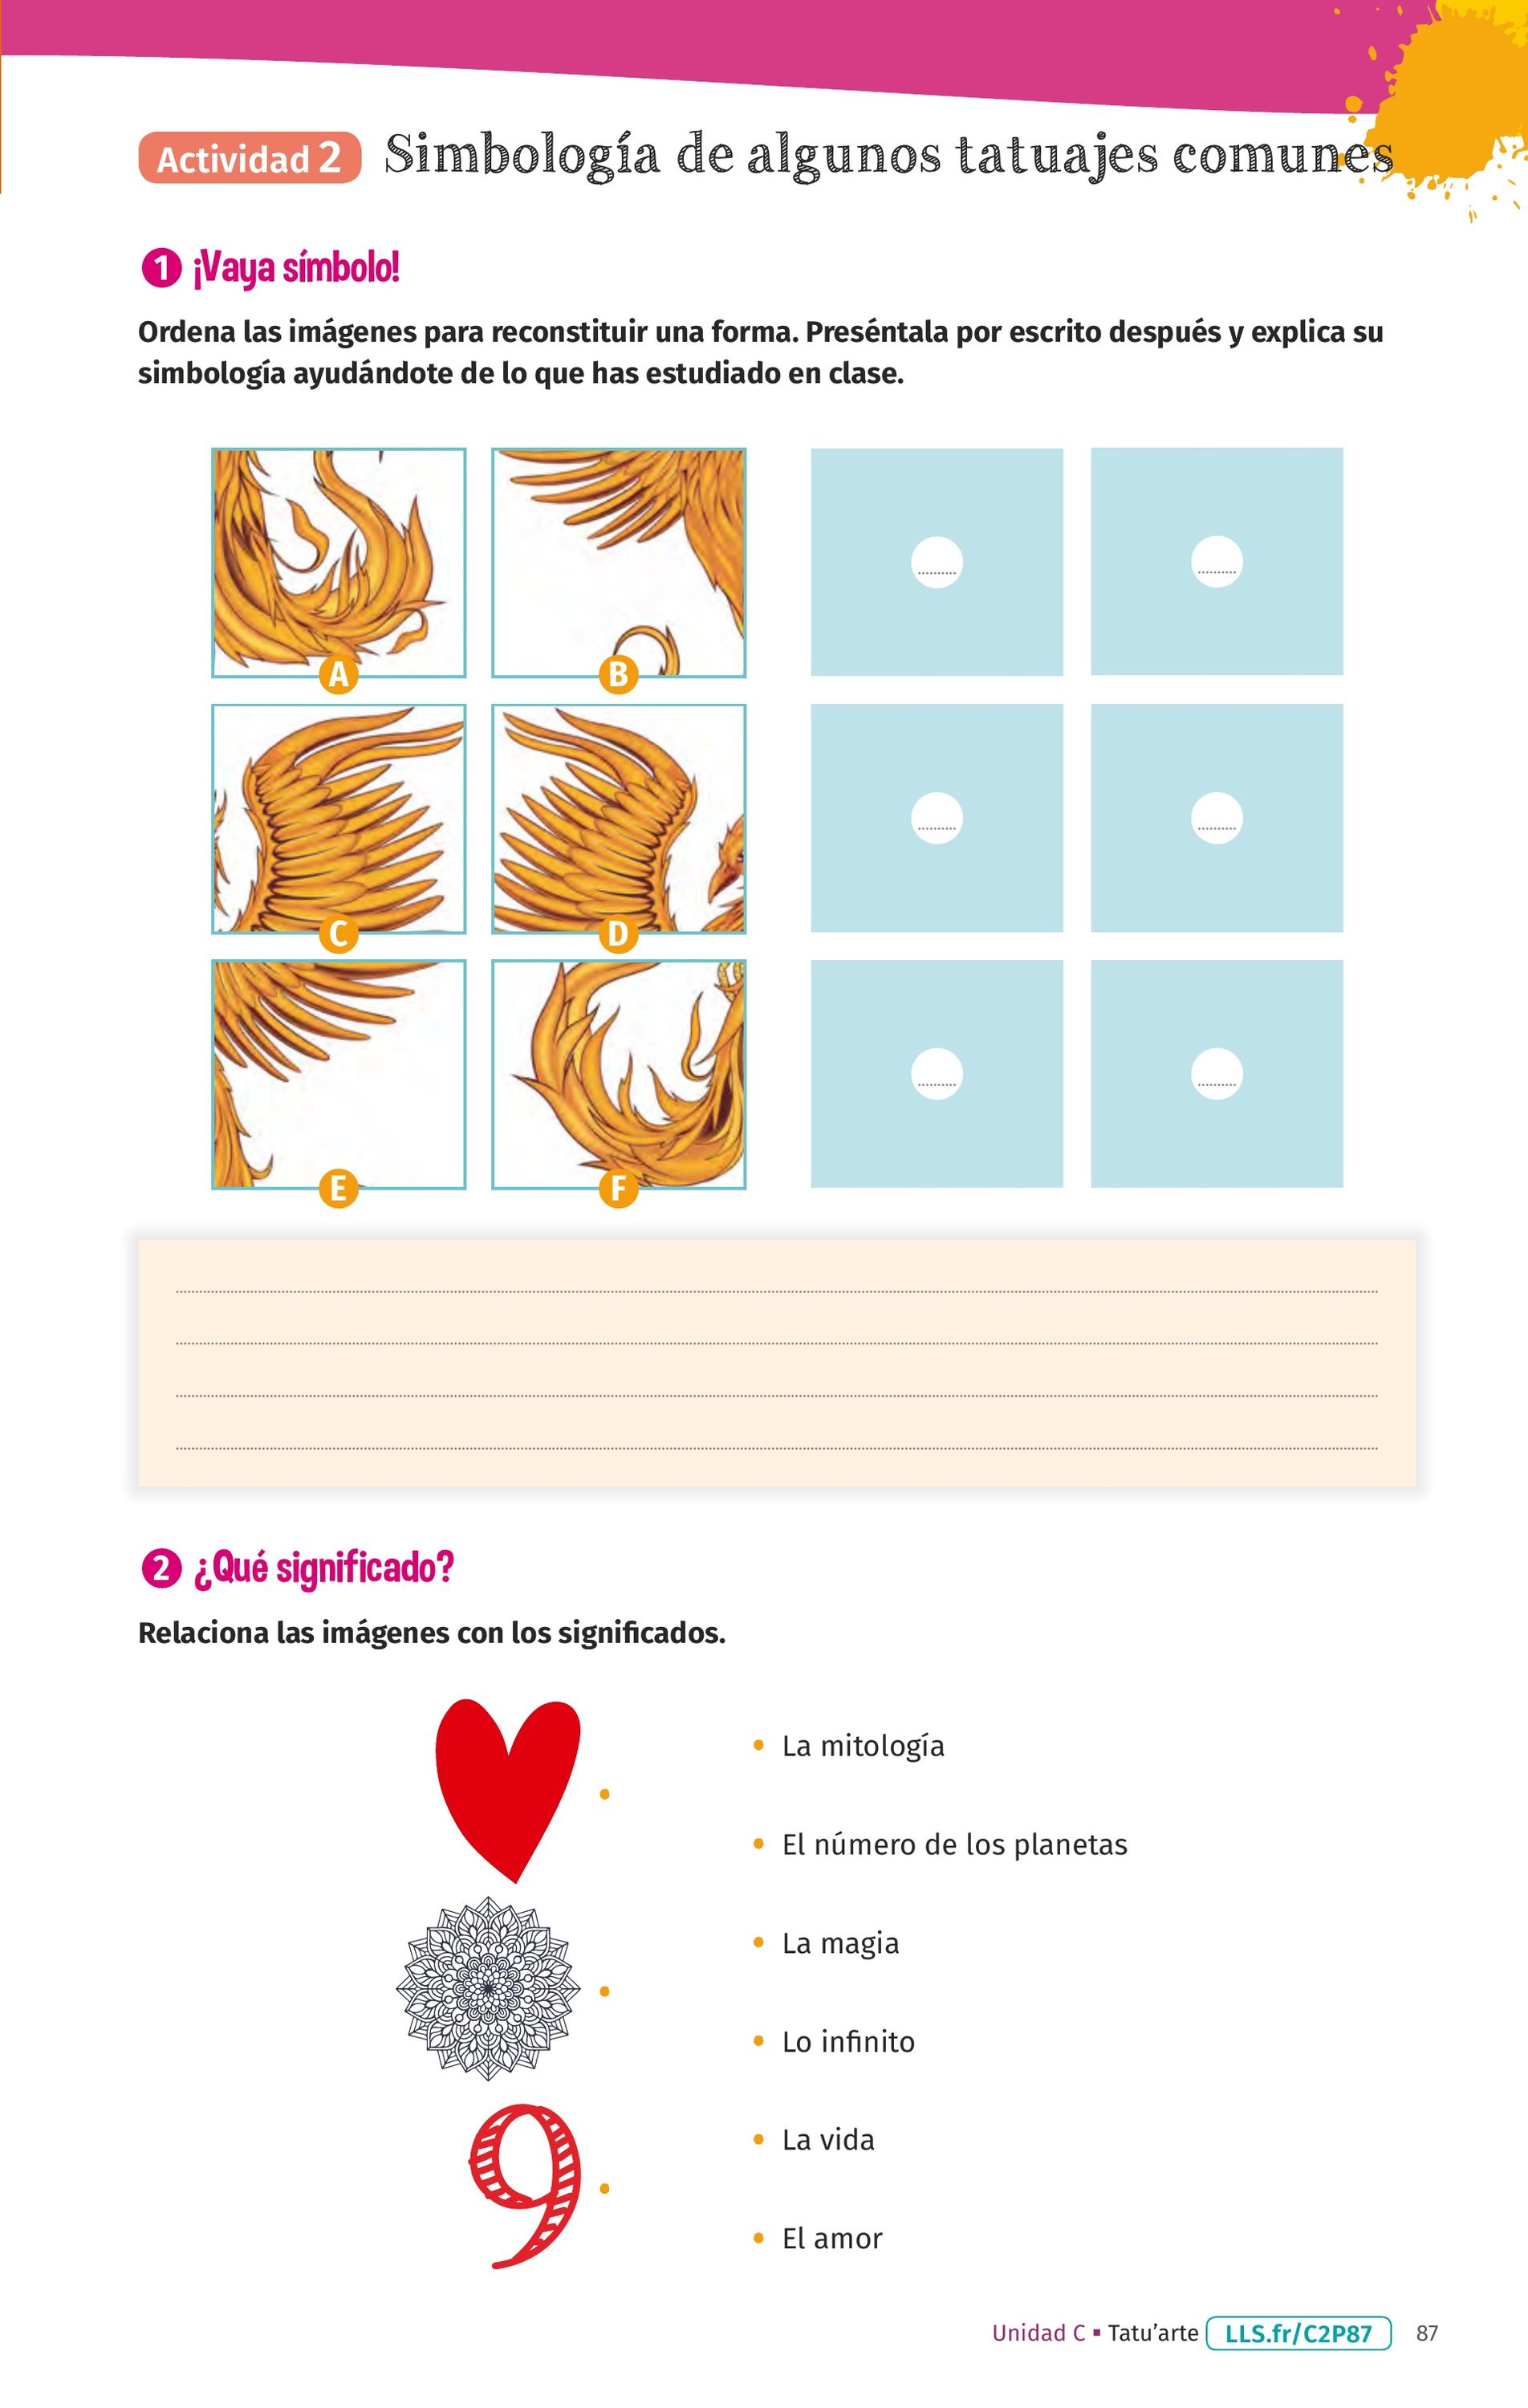 Actividad 2 Simbología de algunos tatuajes comunes
1 ¡Vaya símbolo!
Ordena las imágenes para reconstituir una forma. Preséntala por escrito después y explica su
simbología ayudándote de lo que has estudiado en clase.
A B
C D
E F
2 ¿Qué significado?
Relaciona las imágenes con los significados.
• La mitología
• El número de los planetas
• La magia
• Lo infinito
• La vida
9
• El amor
Unidad C ▪ Tatu’arte LLS.fr/C2P87 87